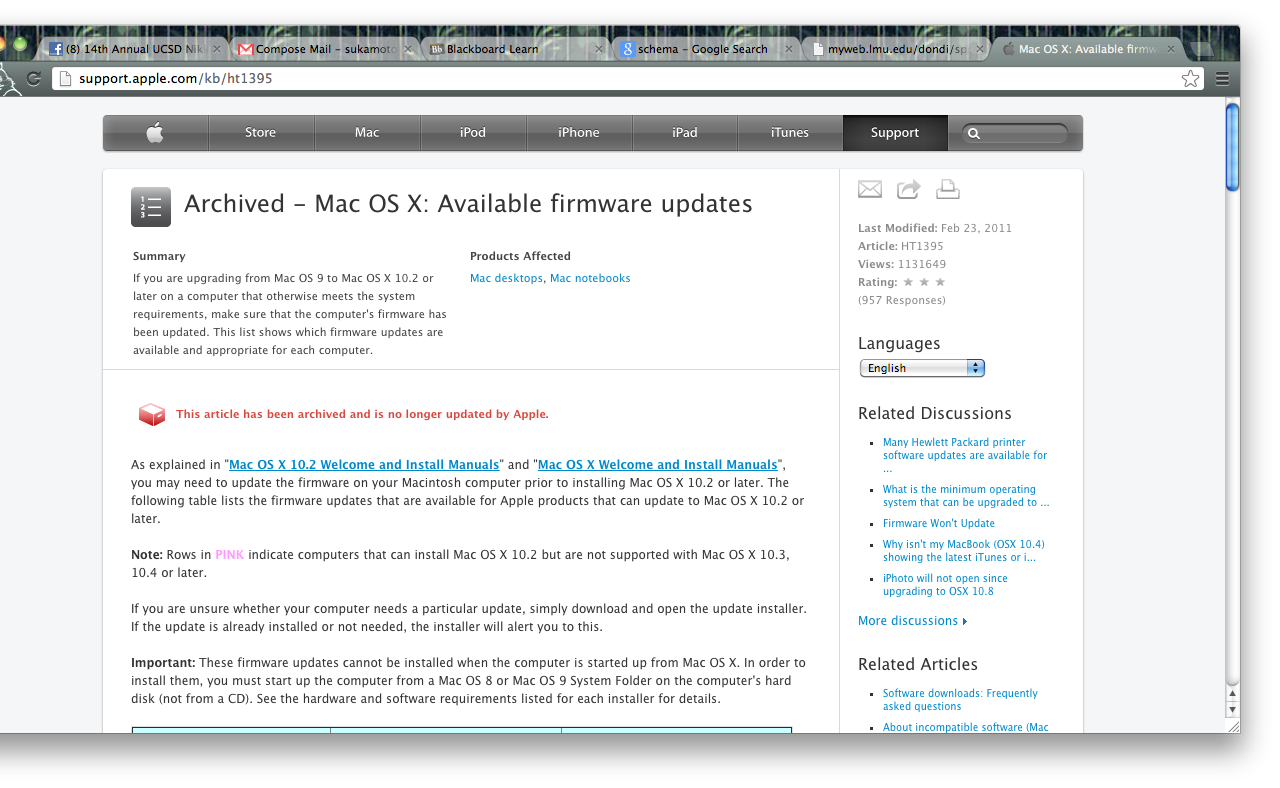 (8) 14th Annual UCSD Nik
Compose Mail – sukamoto
Bb Blackboard Learn
8 schema – Google Search
myweb.lmu.edu/dondi/sp
Mac OS X: Available firmw
support.apple.com/kb/ht1395
Store Mac iPod iPhone iPad iTunes Support
Archived – Mac OS X: Available firmware updates
Summary
If you are upgrading from Mac OS 9 to Mac OS X 10.2 or
later on a computer that otherwise meets the system
requirements, make sure that the computer's firmware has
been updated. This list shows which firmware updates are
available and appropriate for each computer.
Products Affected
Mac desktops, Mac notebooks
This article has been archived and is no longer updated by Apple.
As explained in "Mac OS X 10.2 Welcome and Install Manuals" and "Mac OS X Welcome and Install Manuals",
you may need to update the firmware on your Macintosh computer prior to installing Mac OS X 10.2 or later. The
following table lists the firmware updates that are available for Apple products that can update to Mac OS X 10.2 or
later.
Note: Rows in PINK indicate computers that can install Mac OS X 10.2 but are not supported with Mac OS X 10.3,
10.4 or later.
If you are unsure whether your computer needs a particular update, simply download and open the update installer.
If the update is already installed or not needed, the installer will alert you to this.
Important: These firmware updates cannot be installed when the computer is started up from Mac OS X. In order to
install them, you must start up the computer from a Mac OS 8 or Mac OS 9 System Folder on the computer's hard
disk (not from a CD). See the hardware and software requirements listed for each installer for details.
Last Modified: Feb 23, 2011
Article: HT1395
Views: 1131649
Rating: ★ ★ ★
(957 Responses)
Languages
English
Related Discussions
Many Hewlett Packard printer
software updates are available for
...
What is the minimum operating
system that can be upgraded to ...
Firmware Won't Update
Why isn't my MacBook (OSX 10.4)
showing the latest iTunes or i...
iPhoto will not open since
upgrading to OSX 10.8
More discussions
Related Articles
Software downloads: Frequently
asked questions
About incompatible software (Mac